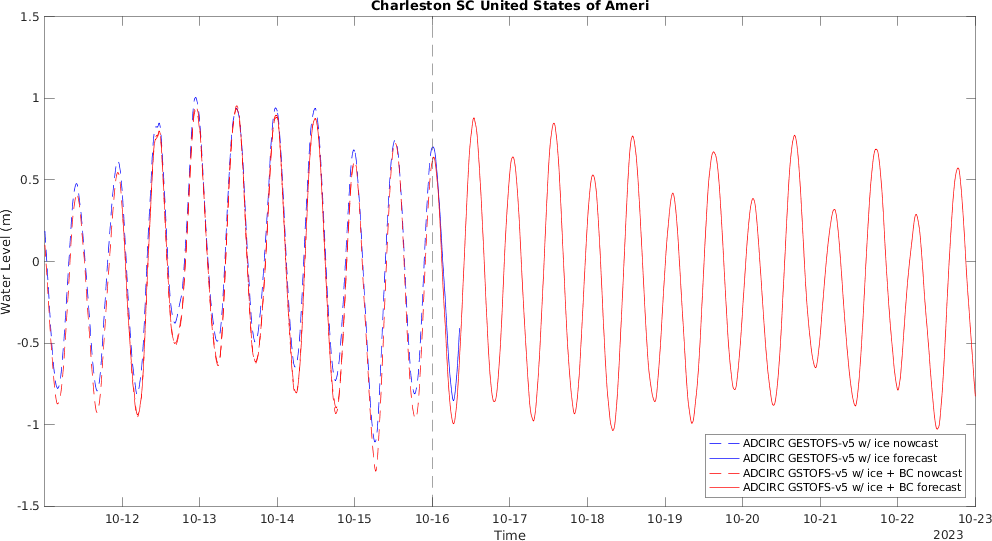 Charleston SC United States of Ameri
1.5
1
0.5
0
-0.5
-1
-1.5
Water Level (m)
ADCIRC GESTOFS-v5 w/ ice nowcast
ADCIRC GESTOFS-v5 w/ ice forecast
ADCIRC GSTOFS-v5 w/ ice + BC nowcast
ADCIRC GSTOFS-v5 w/ ice + BC forecast
10-12 10-13 10-14 10-15 10-16 10-17 10-18 10-19 10-20 10-21 10-22 10-23
Time
2023